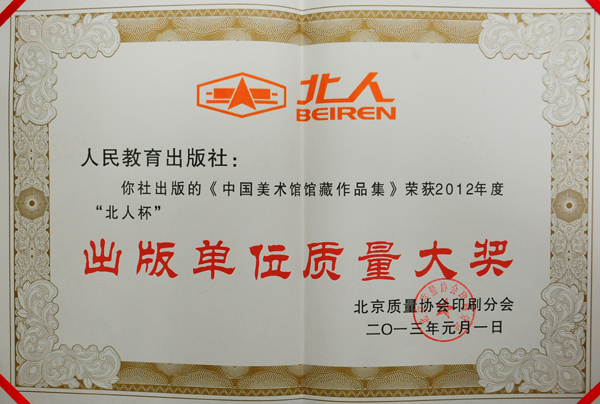 北人
BEIREN
人民教育出版社：
你社出版的《中国美术馆馆藏作品集》荣获2012年度
“北人杯”
出版单位质量大奖
北京质量协会印刷分会
二〇一三年元月一日